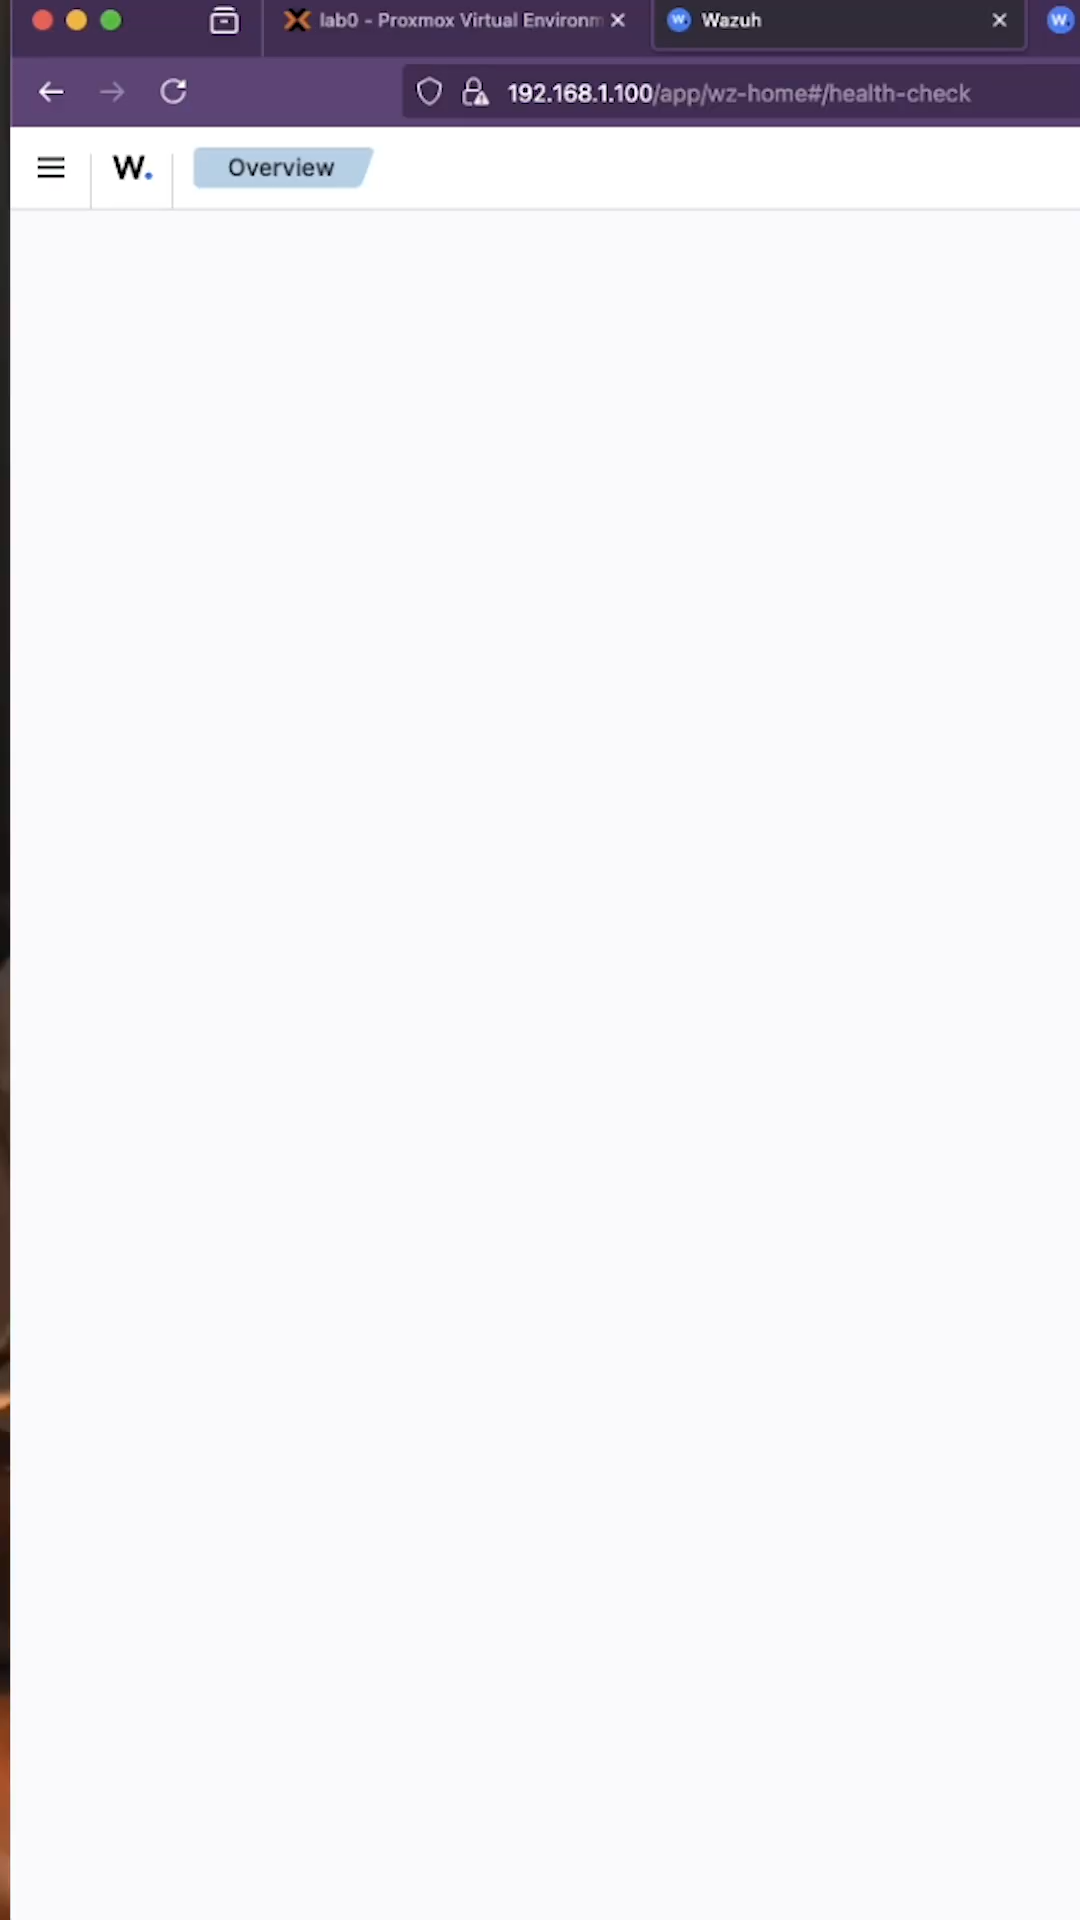 lab0 - Proxmox Virtual Environm
Wazuh
W.
192.168.1.100/app/wz-home#/health-check
W.
Overview